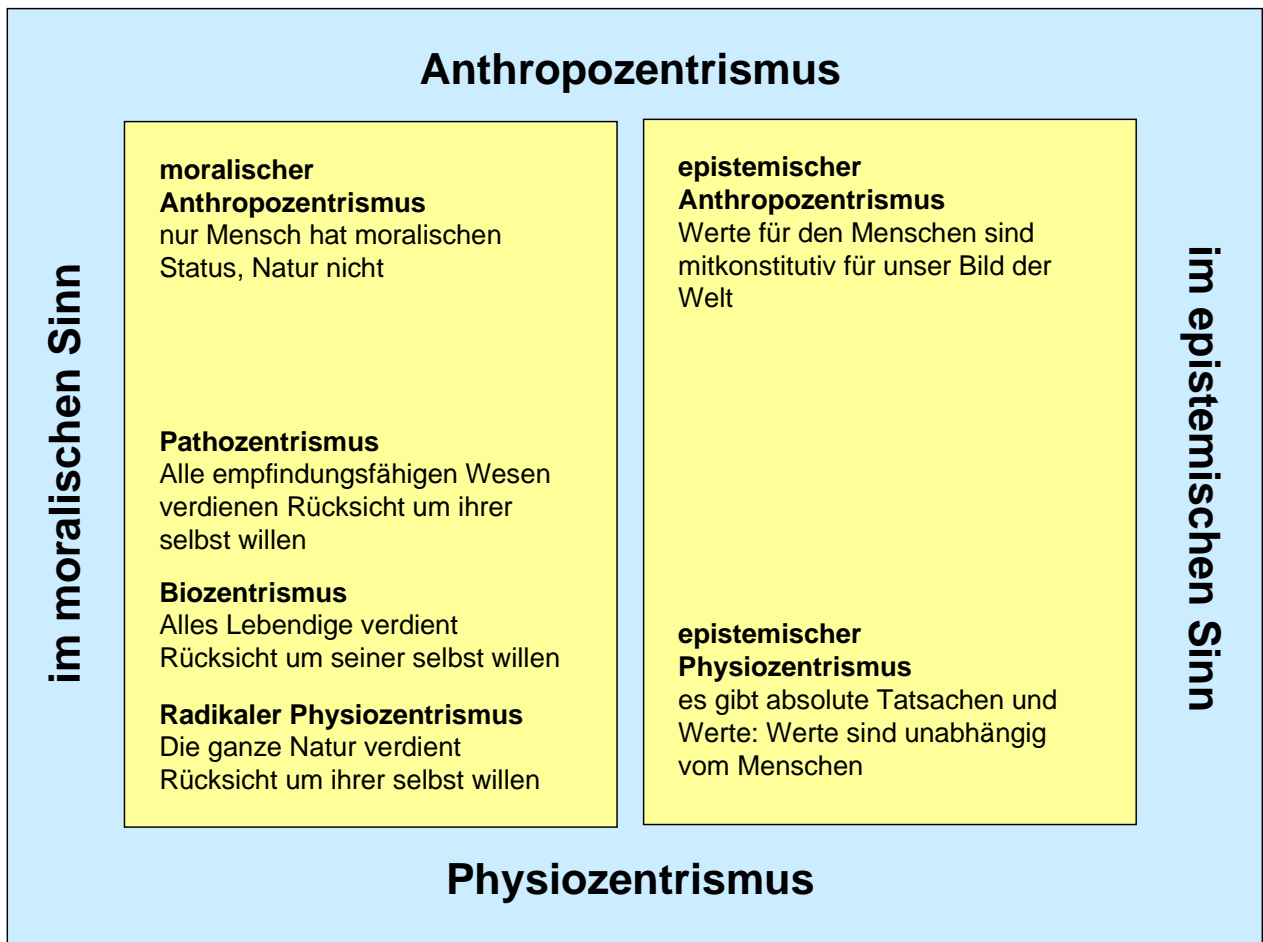 Anthropozentrismus
im moralischen Sinn
moralischer
Anthropozentrismus
nur Mensch hat moralischen
Status, Natur nicht
Pathozentrismus
Alle empfindungsfähigen Wesen
verdienen Rücksicht um ihrer
selbst willen
Biozentrismus
Alles Lebendige verdient
Rücksicht um seiner selbst willen
Radikaler Physiozentrismus
Die ganze Natur verdient
Rücksicht um ihrer selbst willen
epistemischer
Anthropozentrismus
Werte für den Menschen sind
mitkonstitutiv für unser Bild der
Welt
epistemischer
Physiozentrismus
es gibt absolute Tatsachen und
Werte: Werte sind unabhängig
vom Menschen
im epistemischen Sinn
Physiozentrismus